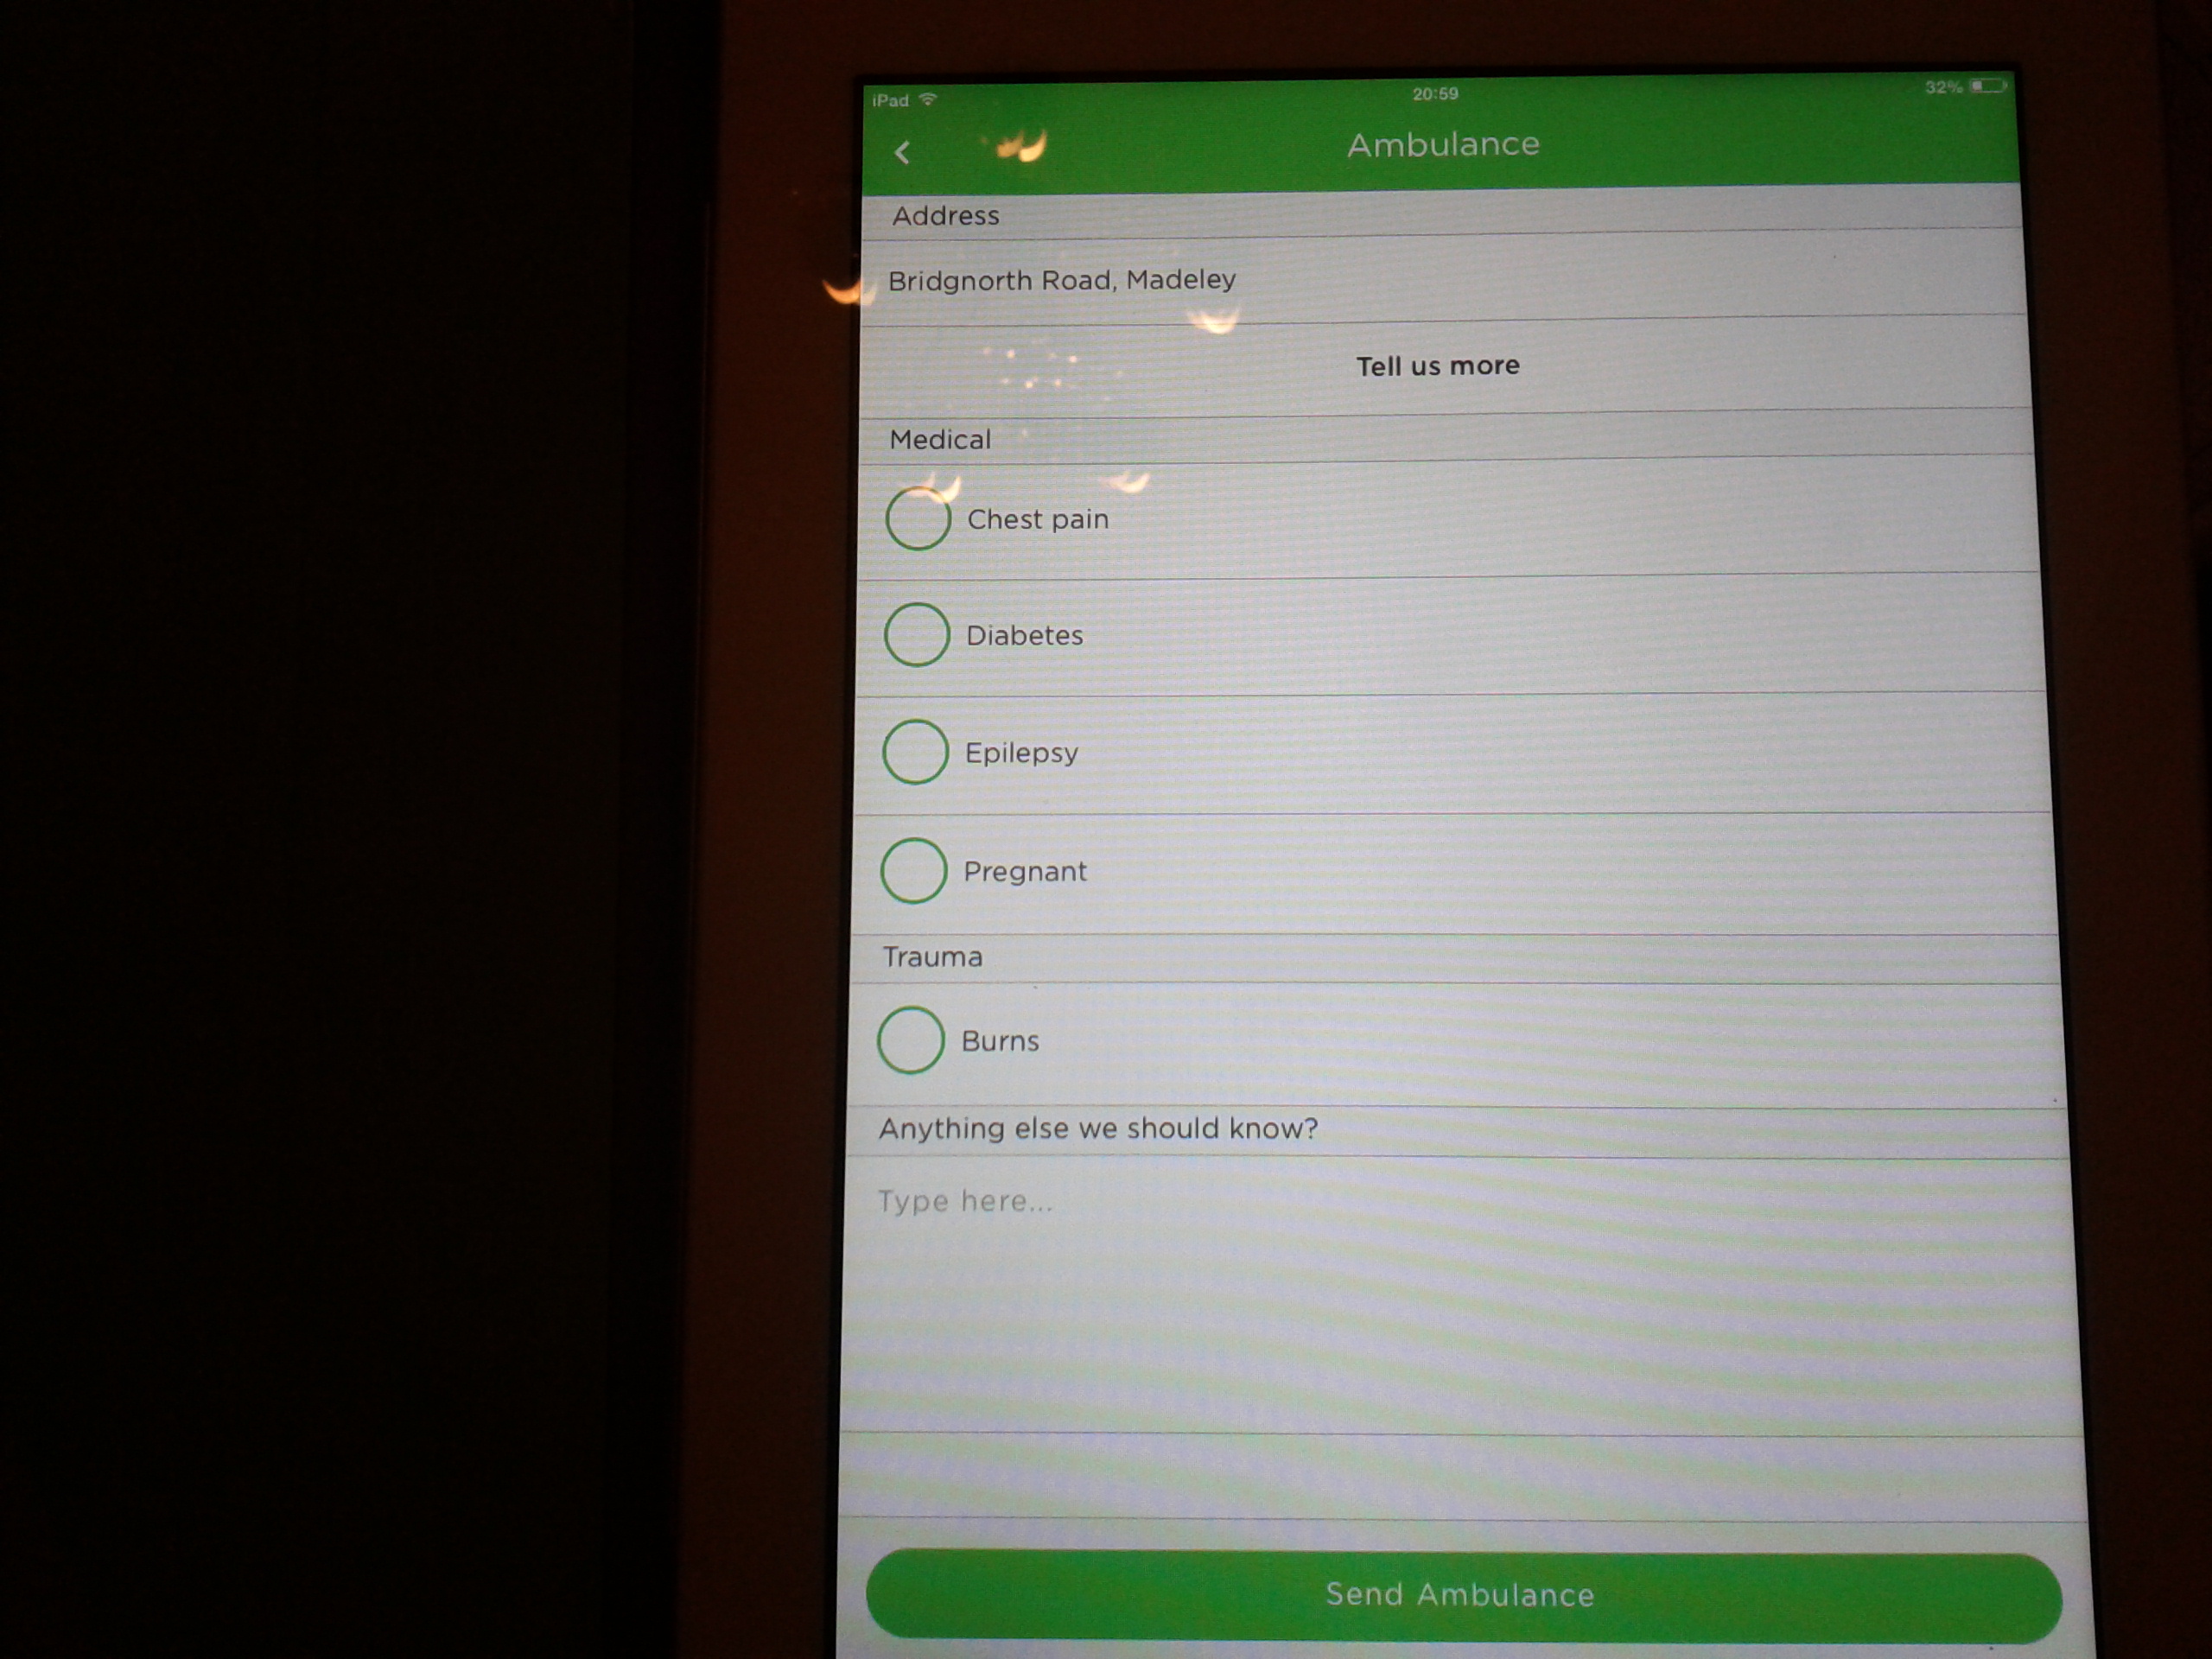 iPad 20:59 32%
Ambulance
Address
Bridgnorth Road, Madeley
Tell us more
Medical
Chest pain
Diabetes
Epilepsy
Pregnant
Trauma
Burns
Anything else we should know?
Type here...
Send Ambulance